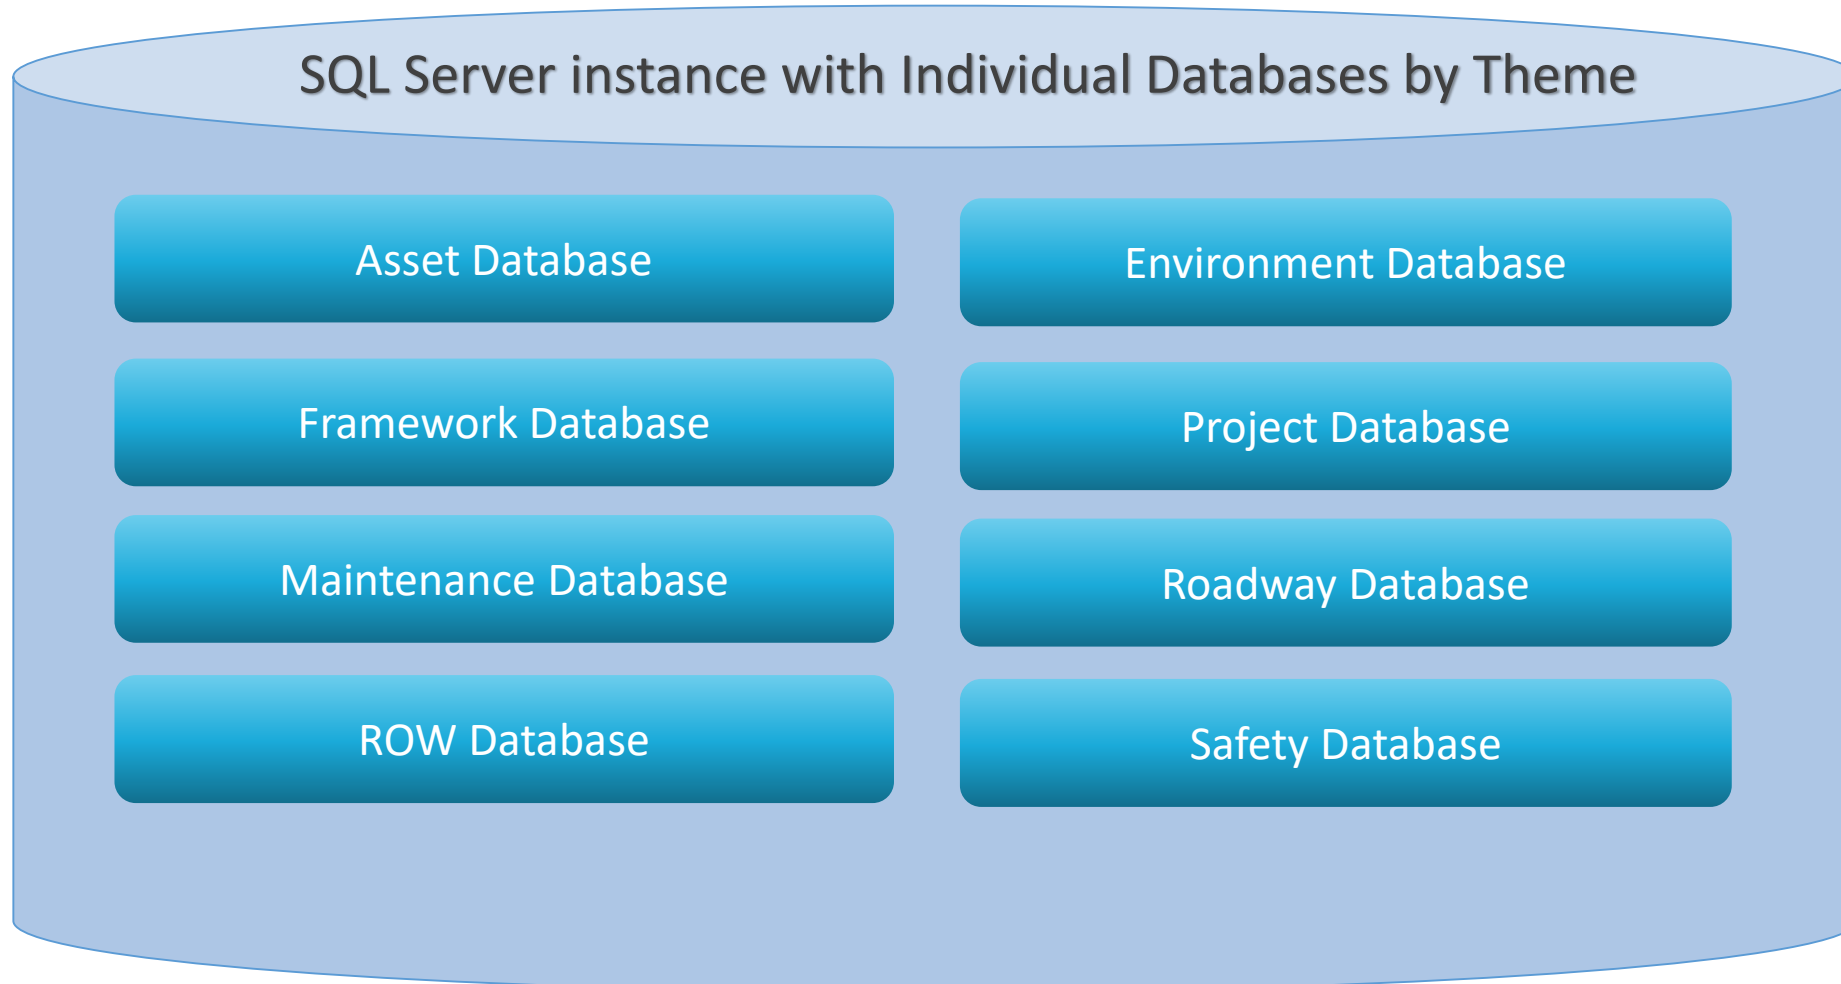 SQL Server instance with Individual Databases by Theme
Asset Database
Environment Database
Framework Database
Project Database
Maintenance Database
Roadway Database
ROW Database
Safety Database